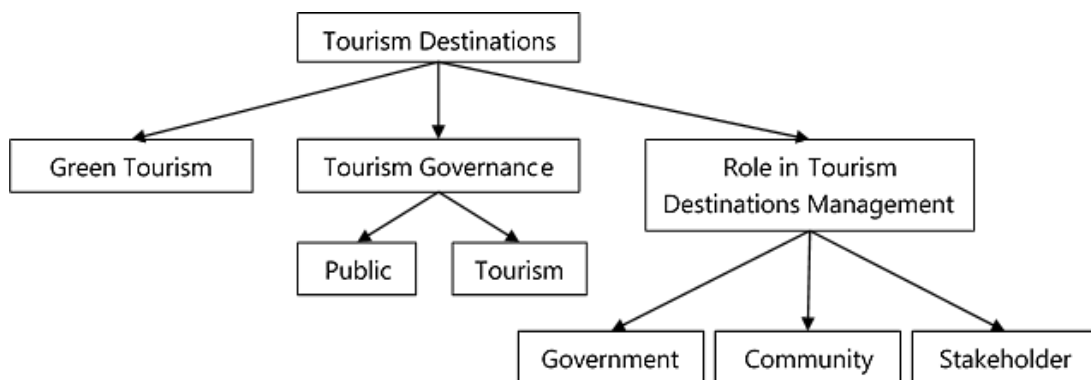 Tourism Destinations
Green Tourism
Tourism Governance
Role in Tourism
Destinations Management
Public
Tourism
Government
Community
Stakeholder